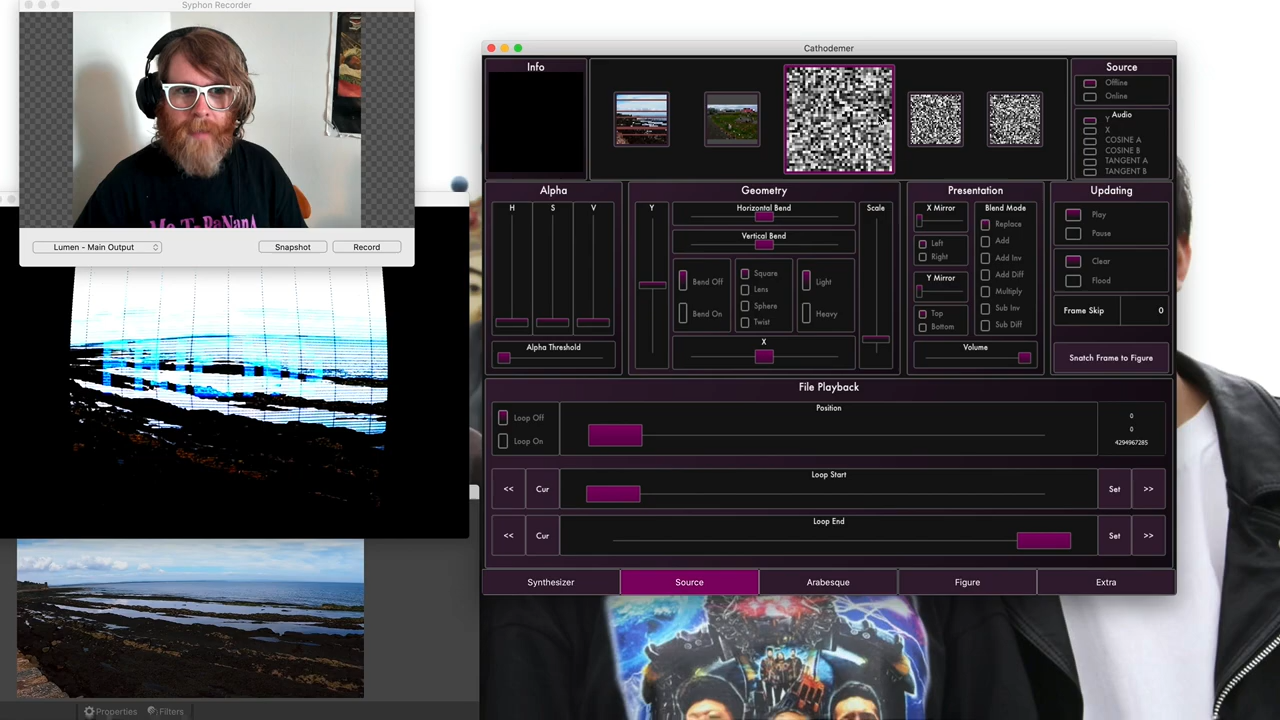 Syphon Recorder
Lumen - Main Output
Snapshot
Record
Properties
Filters
Cathodemer
Info
Source
Offline
Online
Audio
Y
X
COSINE A
COSINE B
TANGENT A
TANGENT B
Alpha
H S V
Alpha Threshold
Geometry
Y
Horizontal Bend
Vertical Bend
Scale
Bend Off
Bend On
Square
Lens
Sphere
Twist
Light
Heavy
X
Presentation
X Mirror
Left
Right
Y Mirror
Top
Bottom
Blend Mode
Replace
Add
Add Inv
Add Diff
Multiply
Sub Inv
Sub Diff
Volume
Updating
Play
Pause
Clear
Flood
Frame Skip 0
Snatch Frame to Figure
File Playback
Loop Off
Loop On
Position
0
0
4294967285
Loop Start
<< Cur Set >>
Loop End
<< Cur Set >>
Synthesizer Source Arabesque Figure Extra